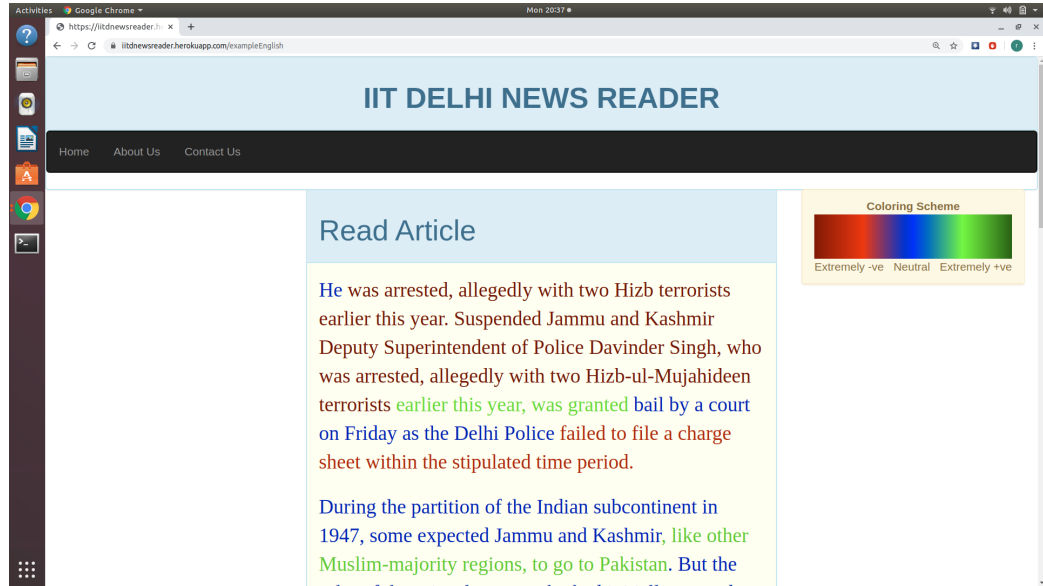 Activities Google Chrome Mon 20:37
https://iitdnewsreader.h
iitdnewsreader.herokuapp.com/exampleEnglish
IIT DELHI NEWS READER
Home About Us Contact Us
Read Article
He was arrested, allegedly with two Hizb terrorists
earlier this year. Suspended Jammu and Kashmir
Deputy Superintendent of Police Davinder Singh, who
was arrested, allegedly with two Hizb-ul-Mujahideen
terrorists earlier this year, was granted bail by a court
on Friday as the Delhi Police failed to file a charge
sheet within the stipulated time period.
During the partition of the Indian subcontinent in
1947, some expected Jammu and Kashmir, like other
Muslim-majority regions, to go to Pakistan. But the
Coloring Scheme
Extremely -ve Neutral Extremely +ve